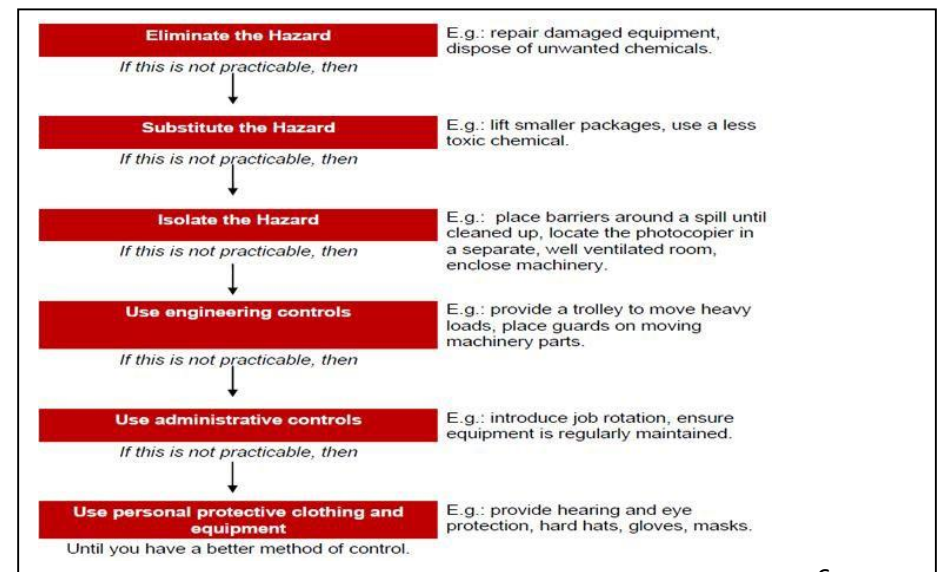 Eliminate the Hazard
E.g.: repair damaged equipment,
dispose of unwanted chemicals.
If this is not practicable, then
Substitute the Hazard
E.g.: lift smaller packages, use a less
toxic chemical.
If this is not practicable, then
Isolate the Hazard
E.g.: place barriers around a spill until
cleaned up, locate the photocopier in
a separate, well ventilated room,
enclose machinery.
If this is not practicable, then
Use engineering controls
E.g.: provide a trolley to move heavy
loads, place guards on moving
machinery parts.
If this is not practicable, then
Use administrative controls
E.g.: introduce job rotation, ensure
equipment is regularly maintained.
If this is not practicable, then
Use personal protective clothing and
equipment
E.g.: provide hearing and eye
protection, hard hats, gloves, masks.
Until you have a better method of control.